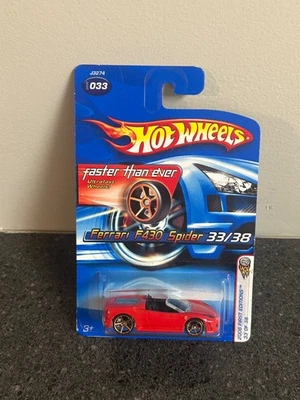 J3274
033
HOT WHEELS
faster than ever
Ultrafast
Wheels!
Ferrari F430 Spider 33/38
3+
2006 FIRST EDITIONS™
33 OF 38